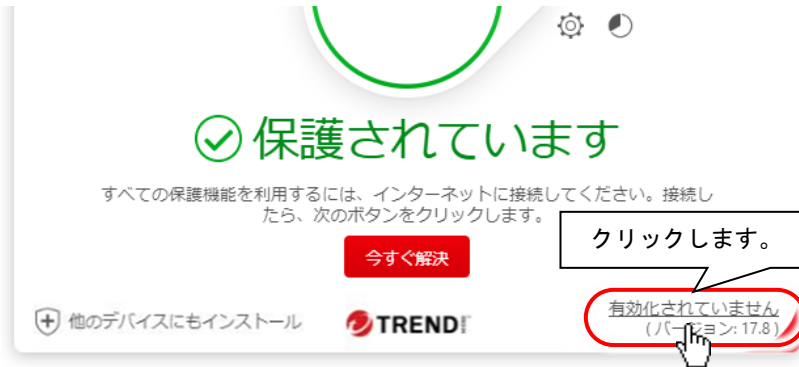 保護されています
すべての保護機能を利用するには、インターネットに接続してください。接続し
たら、次のボタンをクリックします。
クリックします。
今すぐ解決
他のデバイスにもインストール
TREND
有効化されていません
(バージョン: 17.8)